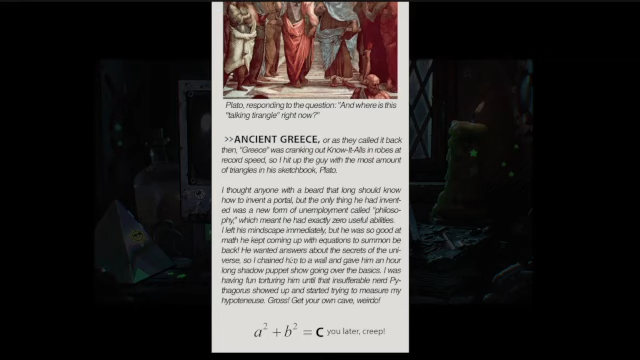 Plato, responding to the question: "And where is this
"talking tirangle" right now?"
>>ANCIENT GREECE, or as they called it back
then, "Greece" was cranking out Know-It-Alls in robes at
record speed, so I hit up the guy with the most amount
of triangles in his sketchbook, Plato.
I thought anyone with a beard that long should know
how to invent a portal, but the only thing he had invent-
ed was a new form of unemployment called "philoso-
phy," which meant he had exactly zero useful abilities.
I left his mindscape immediately, but he was so good at
math he kept coming up with equations to summon be
back! He wanted answers about the secrets of the uni-
verse, so I chained him to a wall and gave him an hour
long shadow puppet show going over the basics. I was
having fun torturing him until that insufferable nerd Py-
thagorus showed up and started trying to measure my
hypoteneuse. Gross! Get your own cave, weirdo!
a² + b² = C you later, creep!